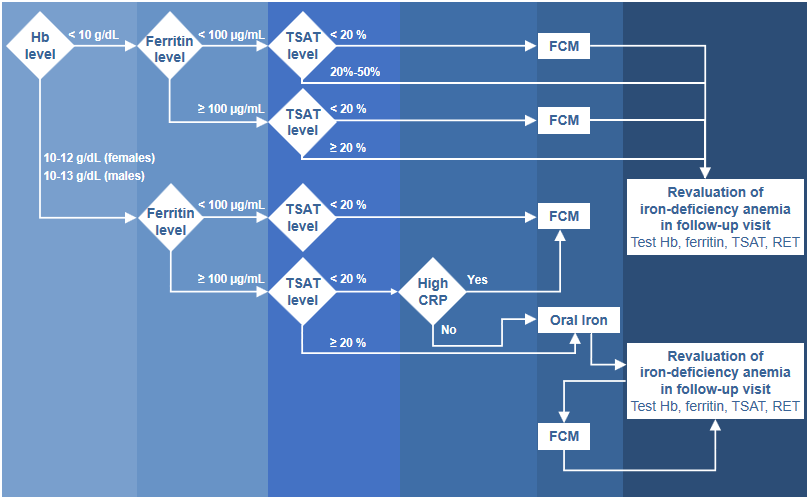 Hb
level
< 10 g/dL
Ferritin
level
< 100 µg/mL
TSAT
level
< 20 %
FCM
20%-50%
≥ 100 µg/mL
TSAT
level
< 20 %
FCM
≥ 20 %
10-12 g/dL (females)
10-13 g/dL (males)
Ferritin
level
< 100 µg/mL
TSAT
level
< 20 %
FCM
Revaluation of
iron-deficiency anemia
in follow-up visit
Test Hb, ferritin, TSAT, RET
≥ 100 µg/mL
TSAT
level
< 20 %
High
CRP
Yes
No
Oral Iron
≥ 20 %
Revaluation of
iron-deficiency anemia
in follow-up visit
Test Hb, ferritin, TSAT, RET
FCM